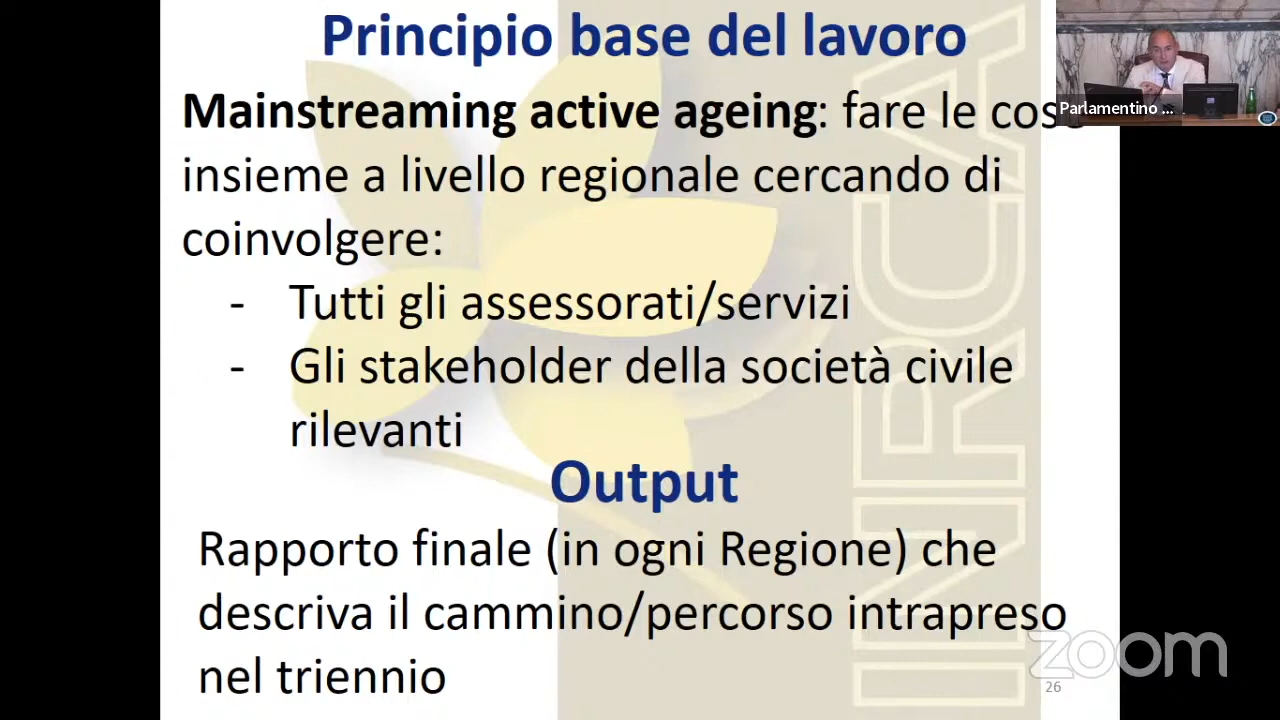 Principio base del lavoro
Mainstreaming active ageing: fare le cos
insieme a livello regionale cercando di
coinvolgere:
- Tutti gli assessorati/servizi
- Gli stakeholder della società civile
rilevanti
Output
Rapporto finale (in ogni Regione) che
descriva il cammino/percorso intrapreso
nel triennio
Parlamentino ...
INRCA
zoom
26